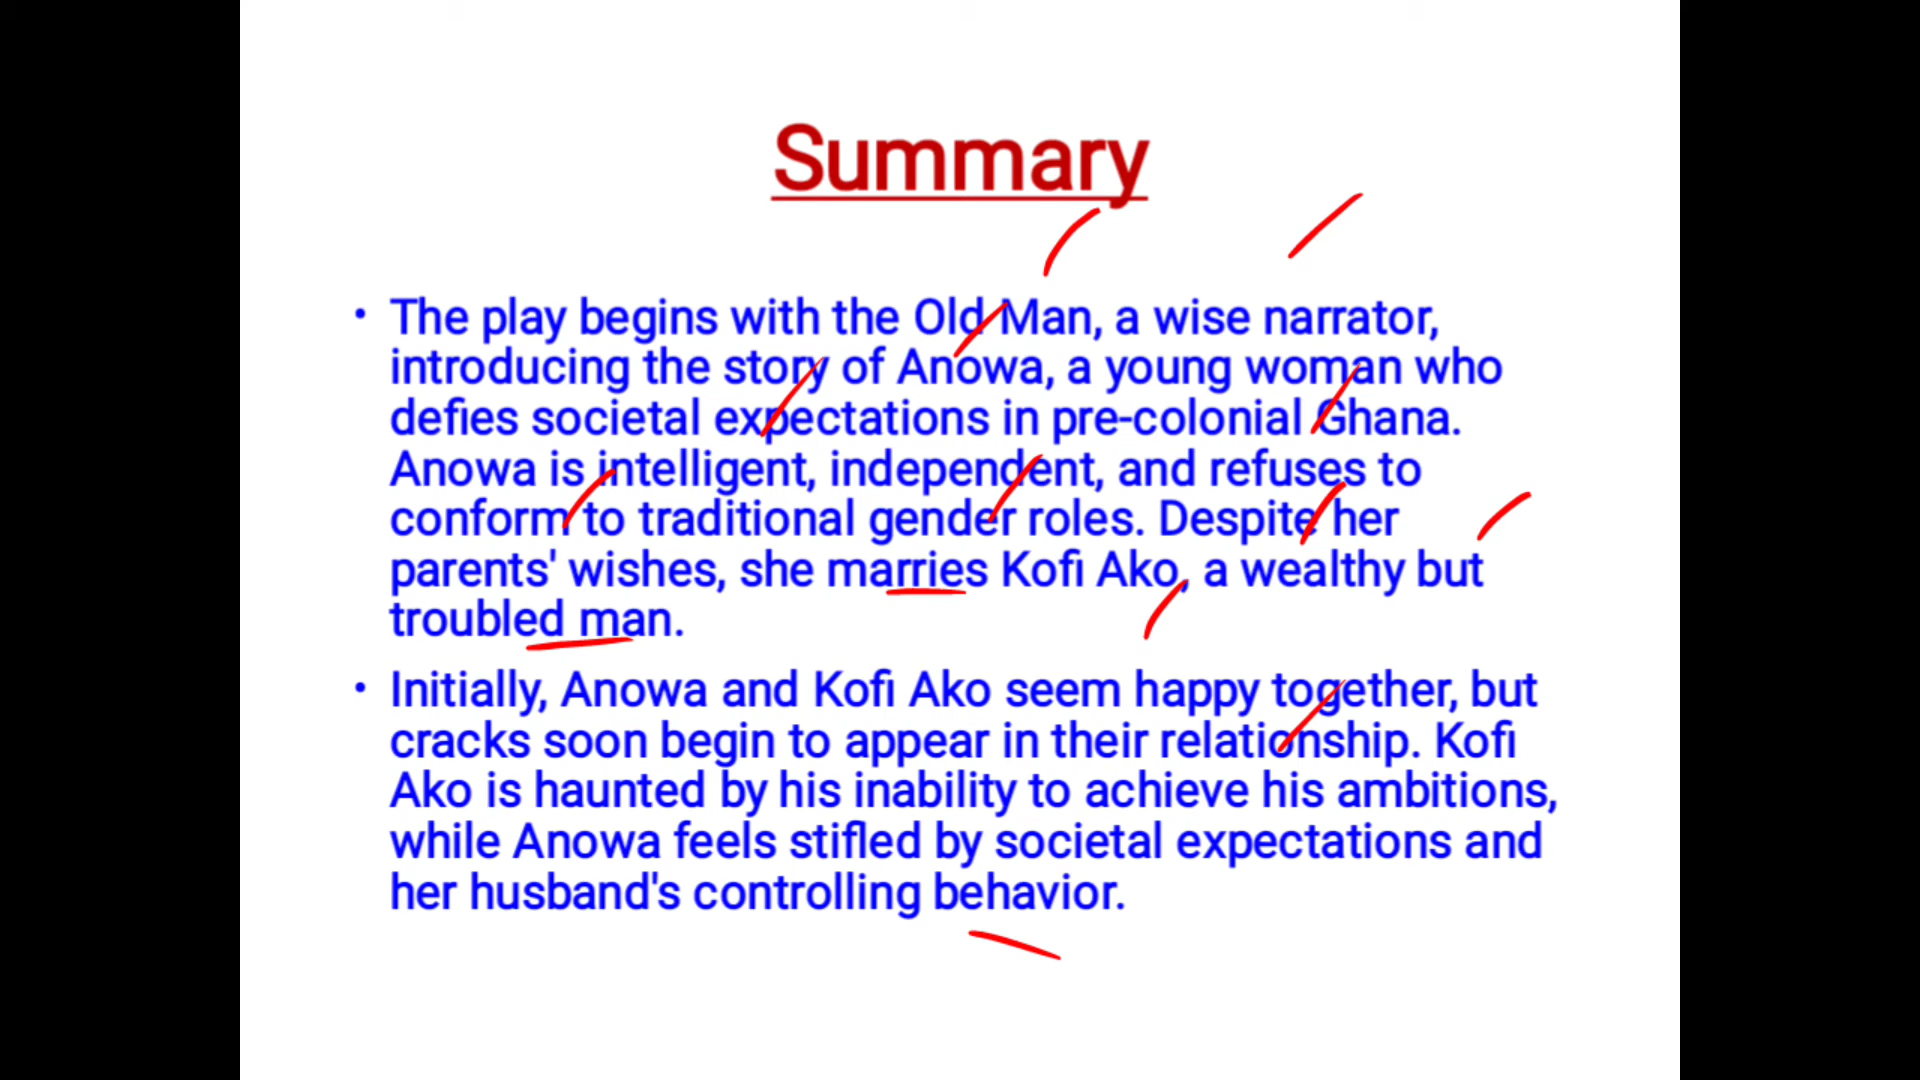 Summary
• The play begins with the Old Man, a wise narrator,
introducing the story of Anowa, a young woman who
defies societal expectations in pre-colonial Ghana.
Anowa is intelligent, independent, and refuses to
conform to traditional gender roles. Despite her
parents' wishes, she marries Kofi Ako, a wealthy but
troubled man.
• Initially, Anowa and Kofi Ako seem happy together, but
cracks soon begin to appear in their relationship. Kofi
Ako is haunted by his inability to achieve his ambitions,
while Anowa feels stifled by societal expectations and
her husband's controlling behavior.